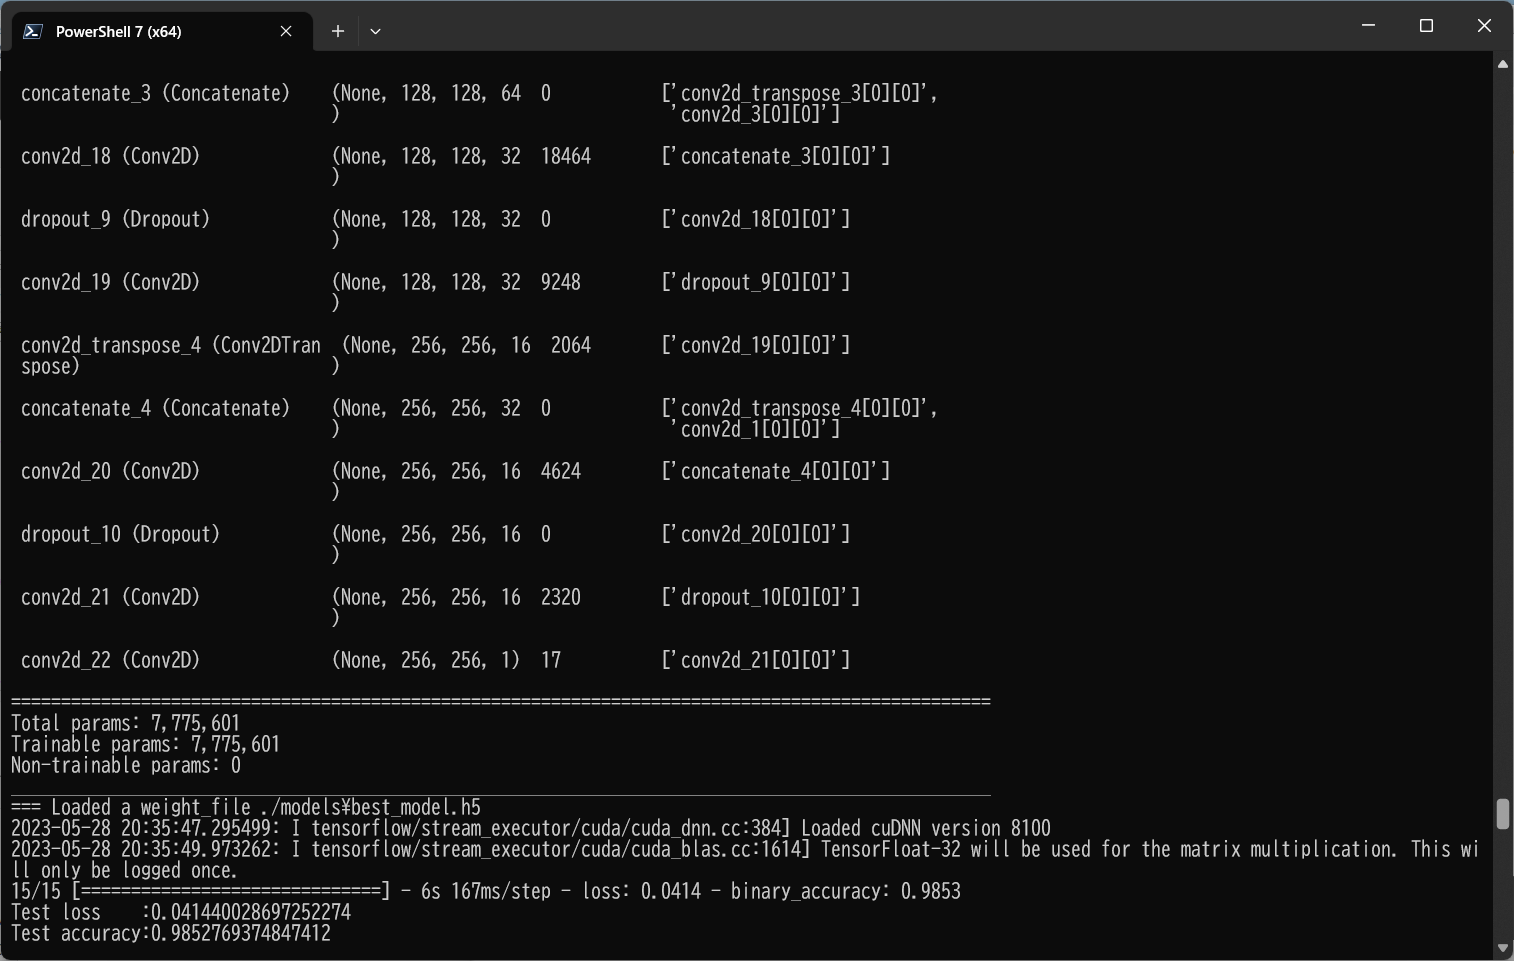 PowerShell 7 (x64)
concatenate_3 (Concatenate)    (None, 128, 128, 64  0           ['conv2d_transpose_3[0][0]',
)                                 'conv2d_3[0][0]']
conv2d_18 (Conv2D)             (None, 128, 128, 32  18464       ['concatenate_3[0][0]']
)
dropout_9 (Dropout)            (None, 128, 128, 32  0           ['conv2d_18[0][0]']
)
conv2d_19 (Conv2D)             (None, 128, 128, 32  9248        ['dropout_9[0][0]']
)
conv2d_transpose_4 (Conv2DTran  (None, 256, 256, 16  2064       ['conv2d_19[0][0]']
spose)                         )
concatenate_4 (Concatenate)    (None, 256, 256, 32  0           ['conv2d_transpose_4[0][0]',
)                                 'conv2d_1[0][0]']
conv2d_20 (Conv2D)             (None, 256, 256, 16  4624        ['concatenate_4[0][0]']
)
dropout_10 (Dropout)           (None, 256, 256, 16  0           ['conv2d_20[0][0]']
)
conv2d_21 (Conv2D)             (None, 256, 256, 16  2320        ['dropout_10[0][0]']
)
conv2d_22 (Conv2D)             (None, 256, 256, 1)  17          ['conv2d_21[0][0]']
==================================================================================================
Total params: 7,775,601
Trainable params: 7,775,601
Non-trainable params: 0
__________________________________________________________________________________________________
=== Loaded a weight_file ./models¥best_model.h5
2023-05-28 20:35:47.295499: I tensorflow/stream_executor/cuda/cuda_dnn.cc:384] Loaded cuDNN version 8100
2023-05-28 20:35:49.973262: I tensorflow/stream_executor/cuda/cuda_blas.cc:1614] TensorFloat-32 will be used for the matrix multiplication. This wi
ll only be logged once.
15/15 [==============================] - 6s 167ms/step - loss: 0.0414 - binary_accuracy: 0.9853
Test loss    :0.041440028697252274
Test accuracy:0.9852769374847412